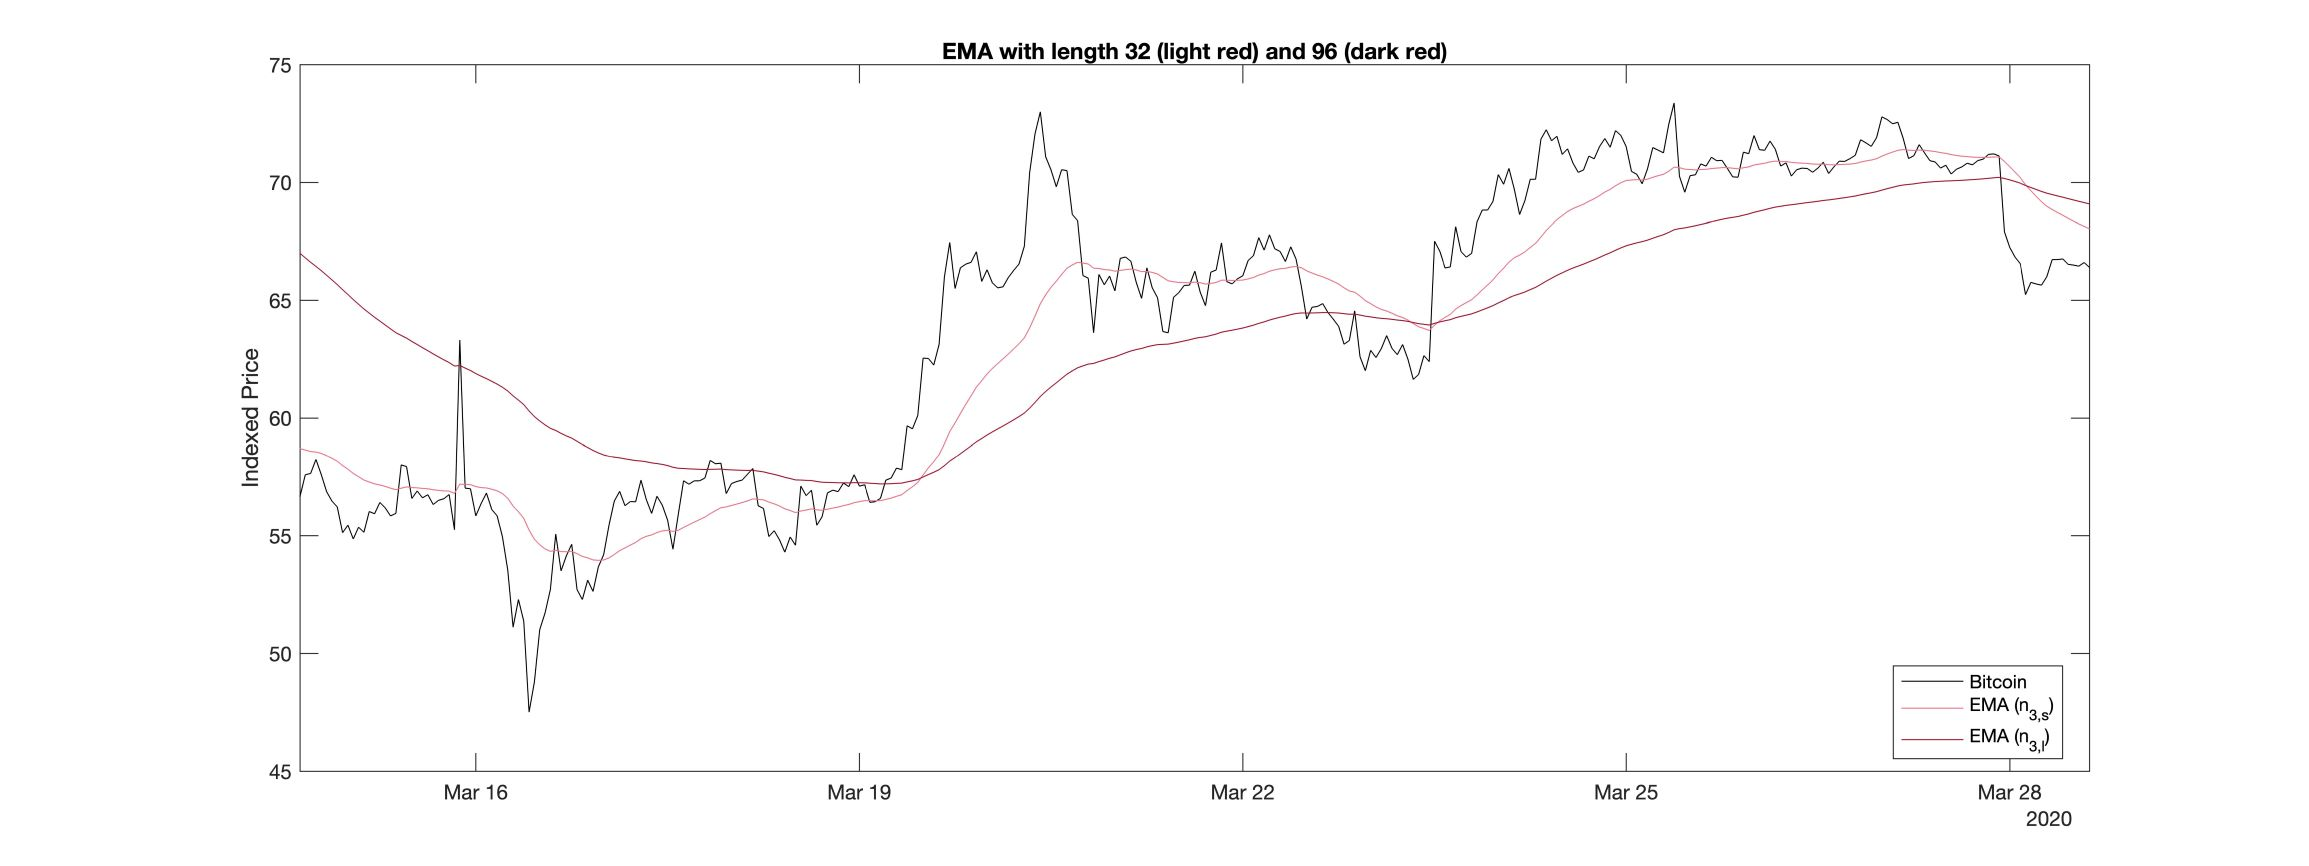 EMA with length 32 (light red) and 96 (dark red)
75
70
65
60
55
50
45
Indexed Price
Mar 16
Mar 19
Mar 22
Mar 25
Mar 28
2020
Bitcoin
EMA (n3,s)
EMA (n3,l)